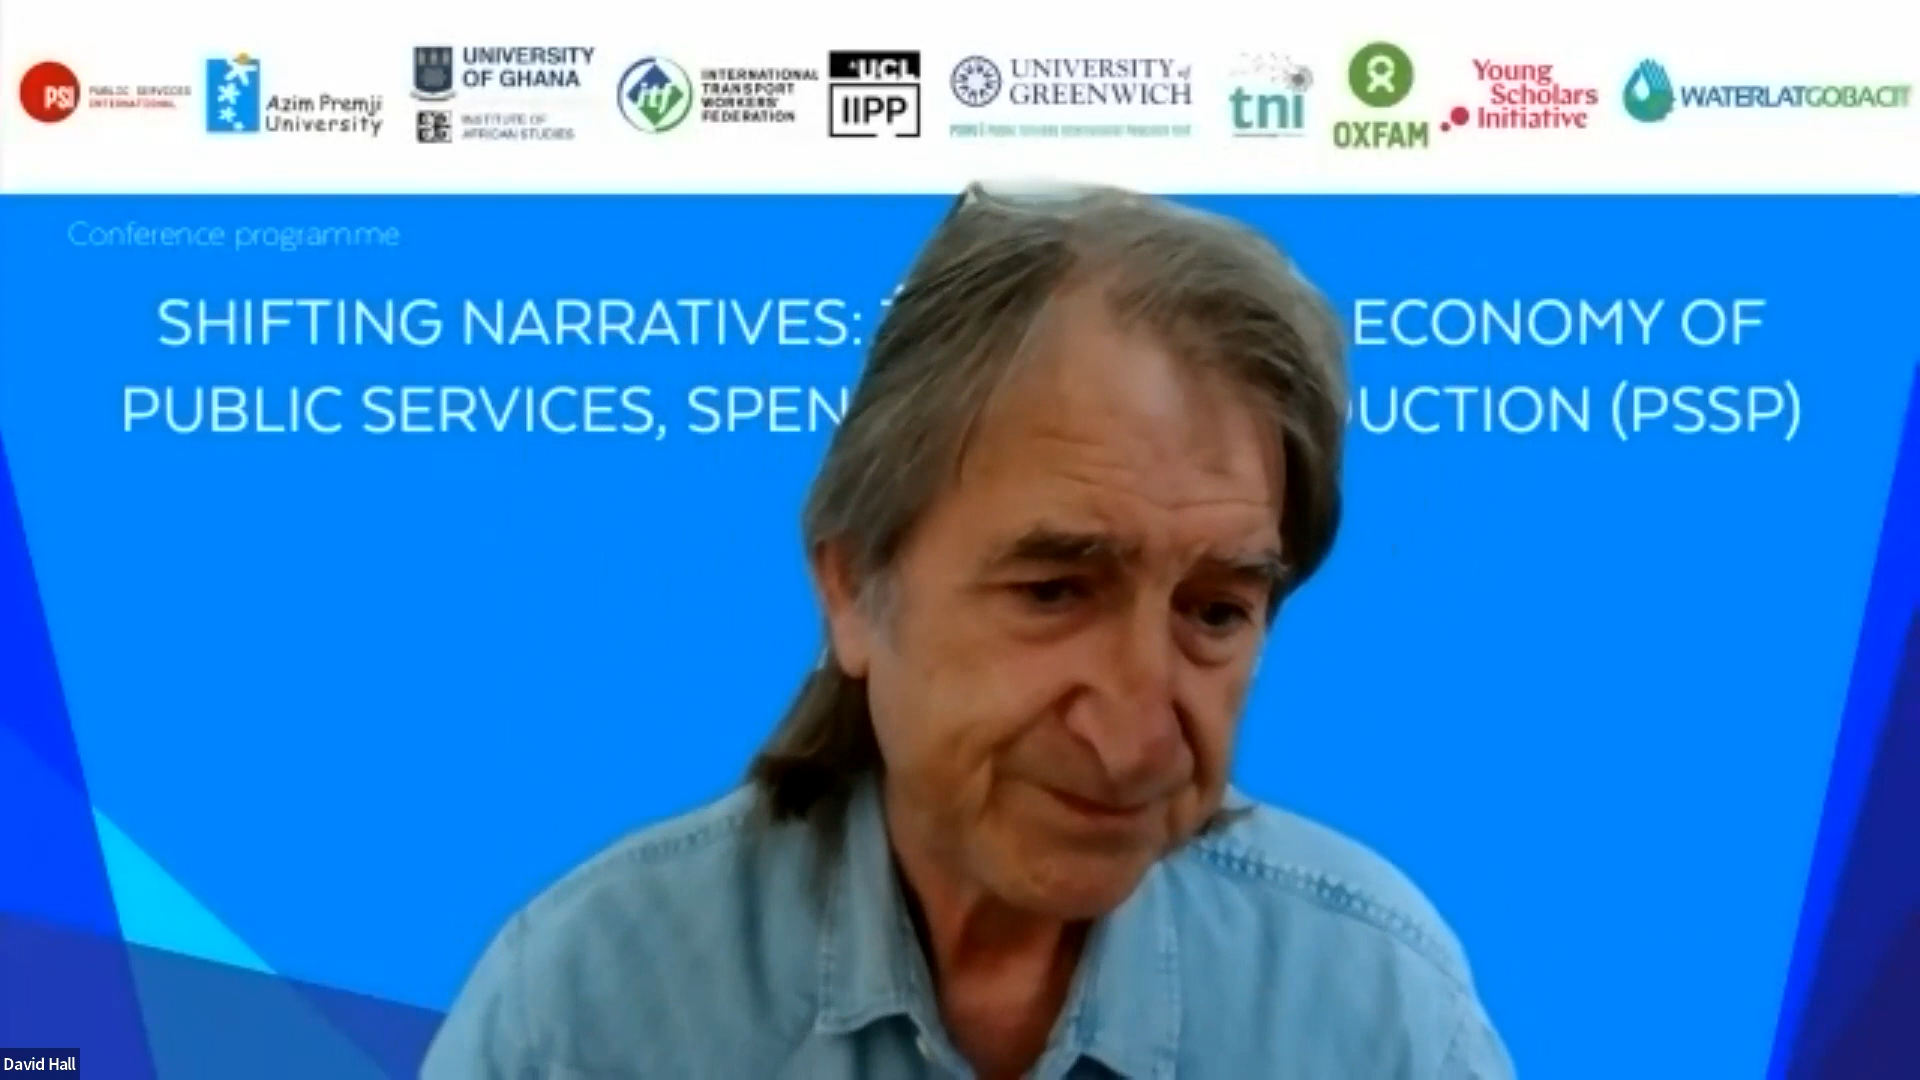 PSI
PUBLIC SERVICES
INTERNATIONAL
Azim Premji
University
UNIVERSITY
OF GHANA
INSTITUTE OF
AFRICAN STUDIES
itf
INTERNATIONAL
TRANSPORT
WORKERS'
FEDERATION
UCL
IIPP
UNIVERSITY of
GREENWICH
tni
OXFAM
Young
Scholars
Initiative
WATERLATGOBACIT
Conference programme
SHIFTING NARRATIVES: ECONOMY OF
PUBLIC SERVICES, SPEN UCTION (PSSP)
David Hall